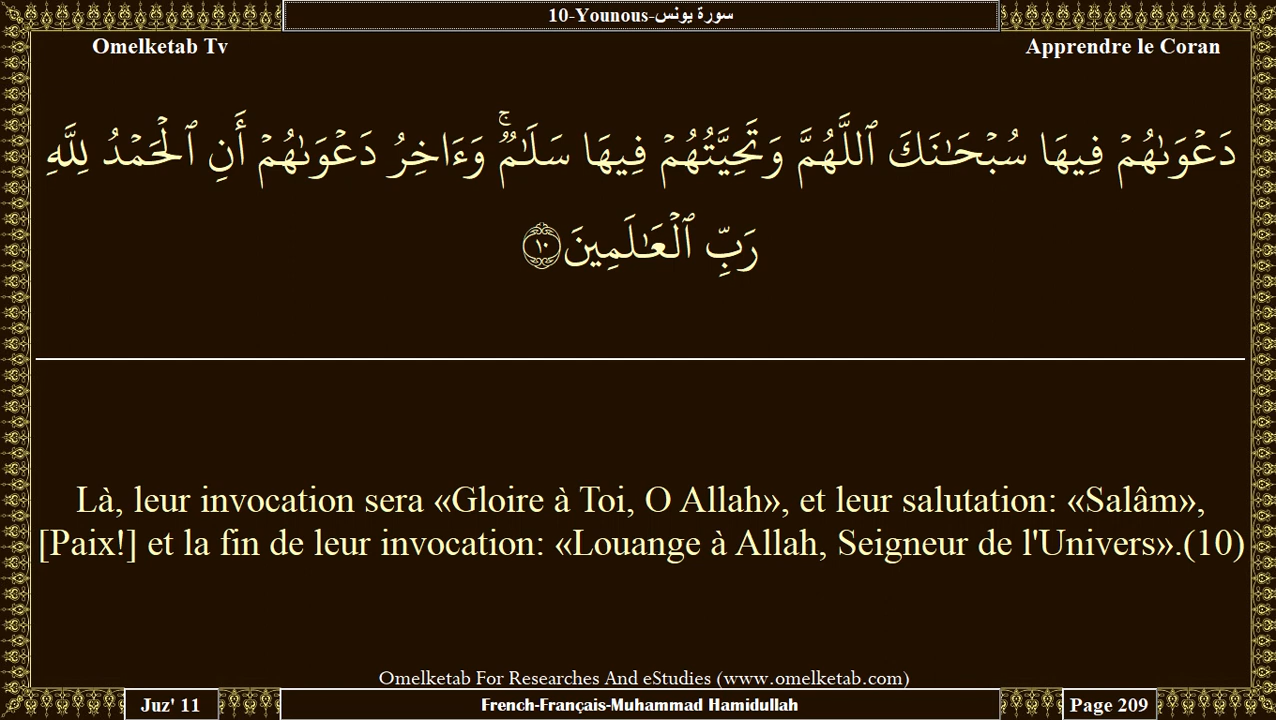 10-Younous-سورة يونس
Omelketab Tv
Apprendre le Coran
دَعۡوَىٰهُمۡ فِيهَا سُبۡحَٰنَكَ ٱللَّهُمَّ وَتَحِيَّتُهُمۡ فِيهَا سَلَٰمٞۚ وَءَاخِرُ دَعۡوَىٰهُمۡ أَنِ ٱلۡحَمۡدُ لِلَّهِ
رَبِّ ٱلۡعَٰلَمِينَ ١٠
Là, leur invocation sera «Gloire à Toi, O Allah», et leur salutation: «Salâm»,
[Paix!] et la fin de leur invocation: «Louange à Allah, Seigneur de l'Univers».(10)
Omelketab For Researches And eStudies (www.omelketab.com)
Juz' 11
French-Français-Muhammad Hamidullah
Page 209